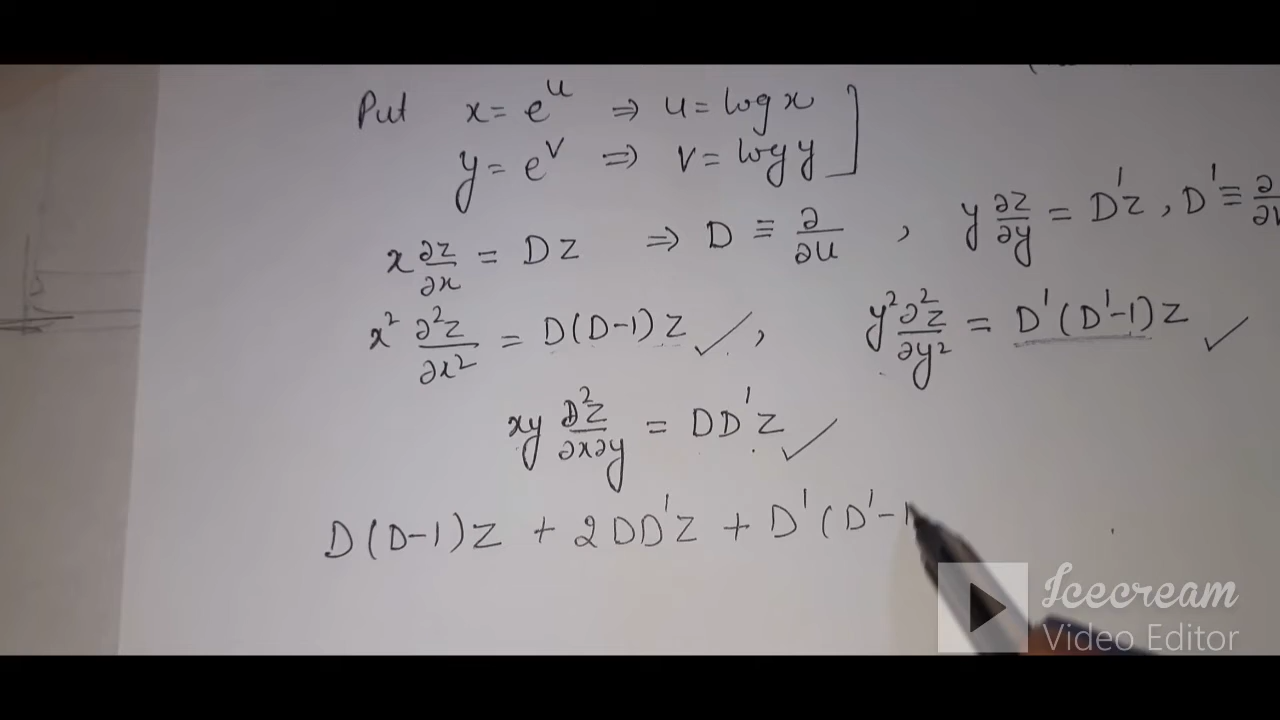 Put x = e^u ⇒ u = log x
y = e^v ⇒ v = log y
x ∂z/∂x = Dz ⇒ D ≡ ∂/∂u , y ∂z/∂y = D'z , D' ≡ ∂/∂v
x² ∂²z/∂x² = D(D-1)z ✓, y² ∂²z/∂y² = D'(D'-1)z ✓
xy D²z/∂x∂y = DD'z ✓
D(D-1)z + 2DD'z + D'(D'-1
Icecream
Video Editor